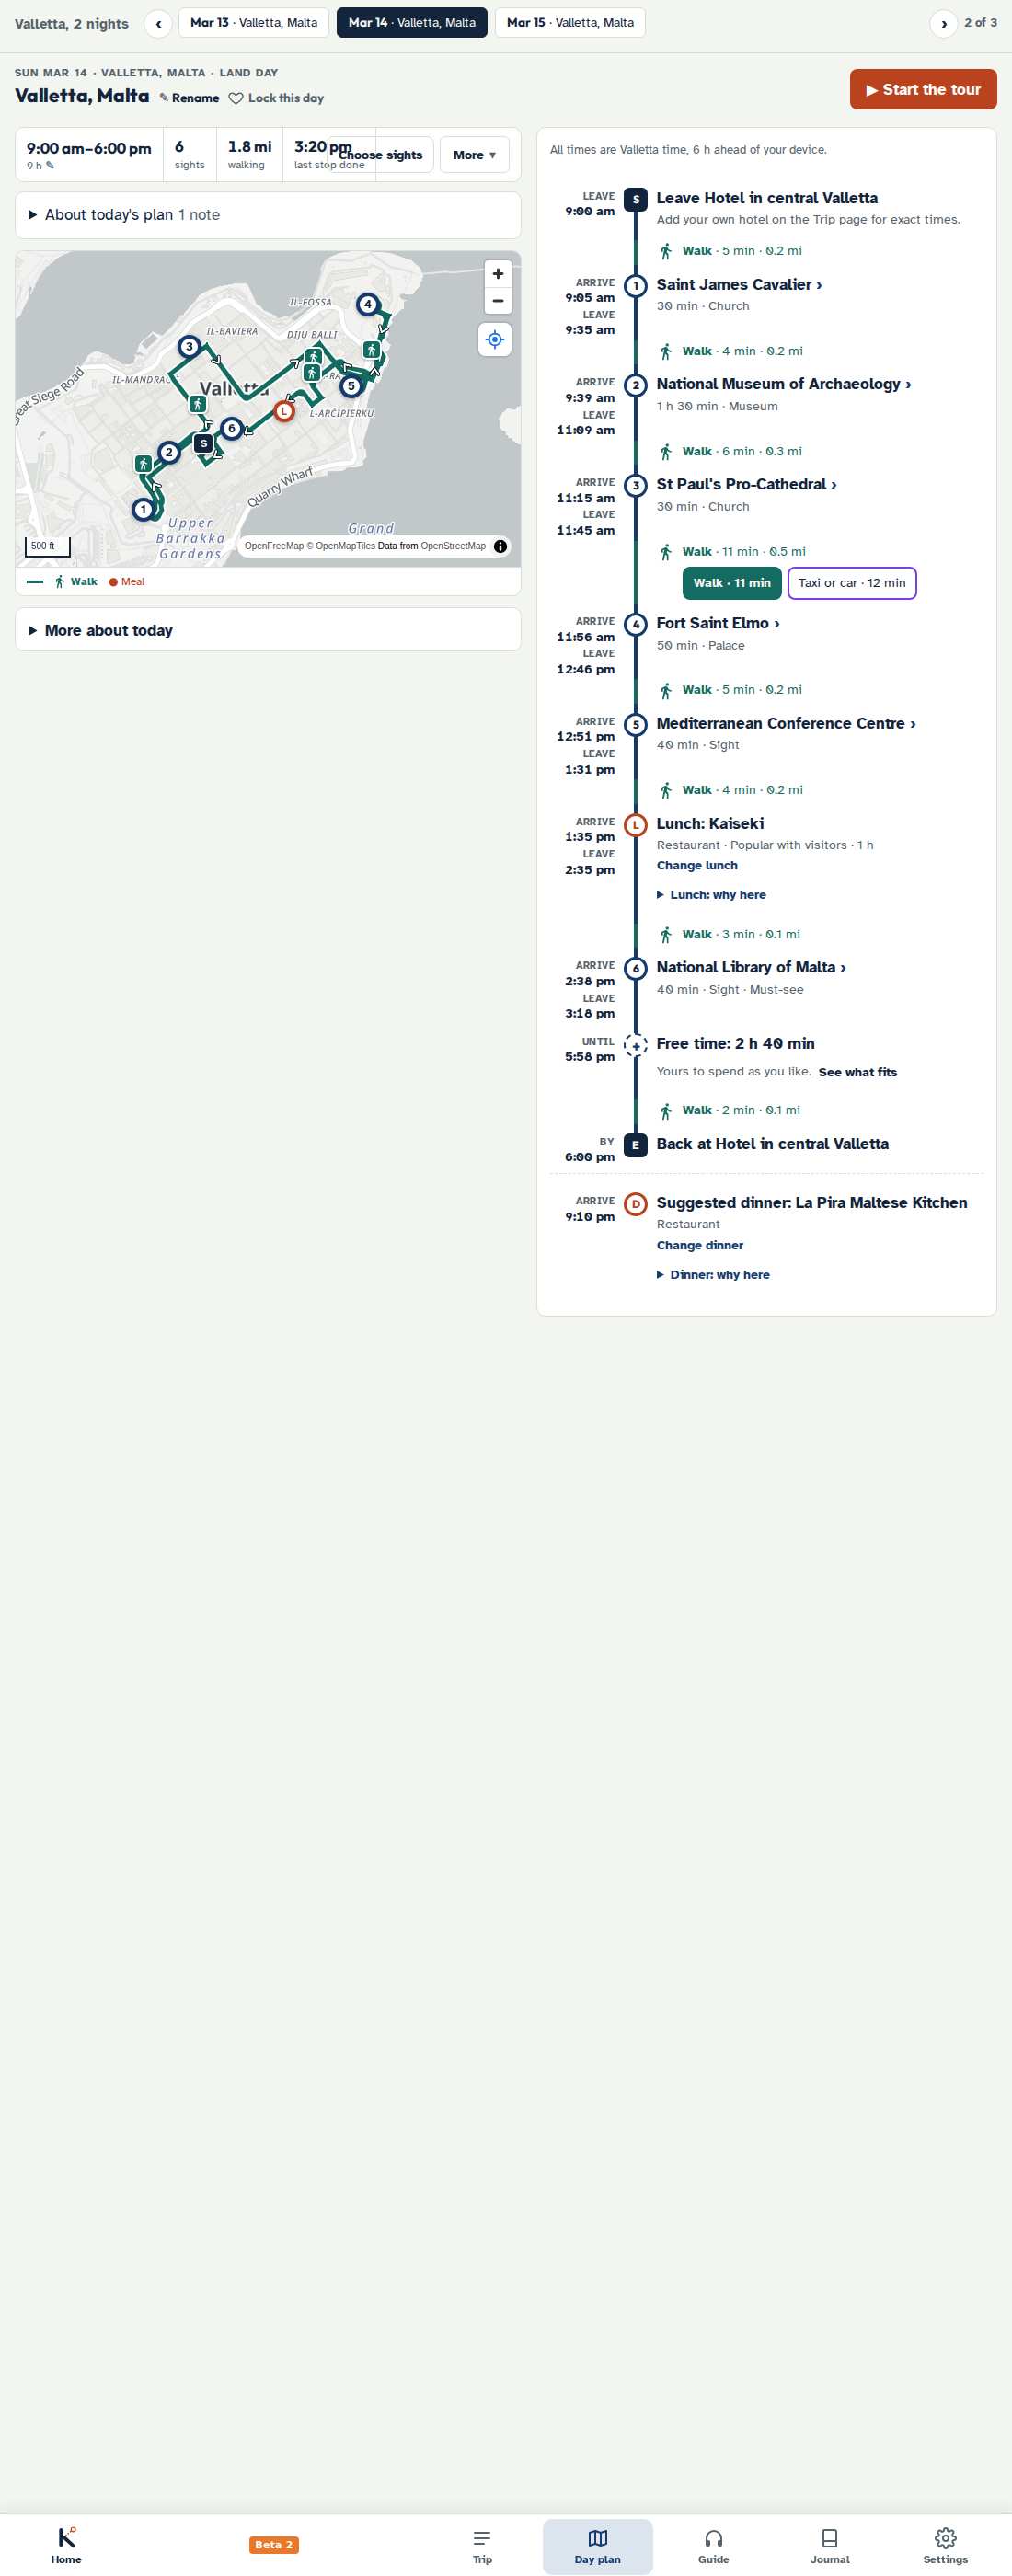 Valletta, 2 nights
‹
Mar 13 · Valletta, Malta
Mar 14 · Valletta, Malta
Mar 15 · Valletta, Malta
›
2 of 3
SUN MAR 14 · VALLETTA, MALTA · LAND DAY
Valletta, Malta ✎ Rename Lock this day
▶ Start the tour
9:00 am–6:00 pm
9 h ✎
6
sights
1.8 mi
walking
3:20 pm
last stop done
Choose sights
More ▾
▶ About today's plan 1 note
IL-FOSSA
IL-BAVIERA
DIJU BALLI
IL-MANDRAĠ
Valletta
L-ARĊIPIERKU
Great Siege Road
Quarry Wharf
Upper
Barrakka
Gardens
Grand
4
3
5
L
6
S
2
1
+
−
500 ft
OpenFreeMap © OpenMapTiles Data from OpenStreetMap
Walk
Meal
▶ More about today
All times are Valletta time, 6 h ahead of your device.
LEAVE
9:00 am
S
Leave Hotel in central Valletta
Add your own hotel on the Trip page for exact times.
Walk · 5 min · 0.2 mi
ARRIVE
9:05 am
LEAVE
9:35 am
1
Saint James Cavalier ›
30 min · Church
Walk · 4 min · 0.2 mi
ARRIVE
9:39 am
LEAVE
11:09 am
2
National Museum of Archaeology ›
1 h 30 min · Museum
Walk · 6 min · 0.3 mi
ARRIVE
11:15 am
LEAVE
11:45 am
3
St Paul's Pro-Cathedral ›
30 min · Church
Walk · 11 min · 0.5 mi
Walk · 11 min
Taxi or car · 12 min
ARRIVE
11:56 am
LEAVE
12:46 pm
4
Fort Saint Elmo ›
50 min · Palace
Walk · 5 min · 0.2 mi
ARRIVE
12:51 pm
LEAVE
1:31 pm
5
Mediterranean Conference Centre ›
40 min · Sight
Walk · 4 min · 0.2 mi
ARRIVE
1:35 pm
LEAVE
2:35 pm
L
Lunch: Kaiseki
Restaurant · Popular with visitors · 1 h
Change lunch
▶ Lunch: why here
Walk · 3 min · 0.1 mi
ARRIVE
2:38 pm
LEAVE
3:18 pm
6
National Library of Malta ›
40 min · Sight · Must-see
UNTIL
5:58 pm
+
Free time: 2 h 40 min
Yours to spend as you like. See what fits
Walk · 2 min · 0.1 mi
BY
6:00 pm
E
Back at Hotel in central Valletta
ARRIVE
9:10 pm
D
Suggested dinner: La Pira Maltese Kitchen
Restaurant
Change dinner
▶ Dinner: why here
Home
Beta 2
Trip
Day plan
Guide
Journal
Settings